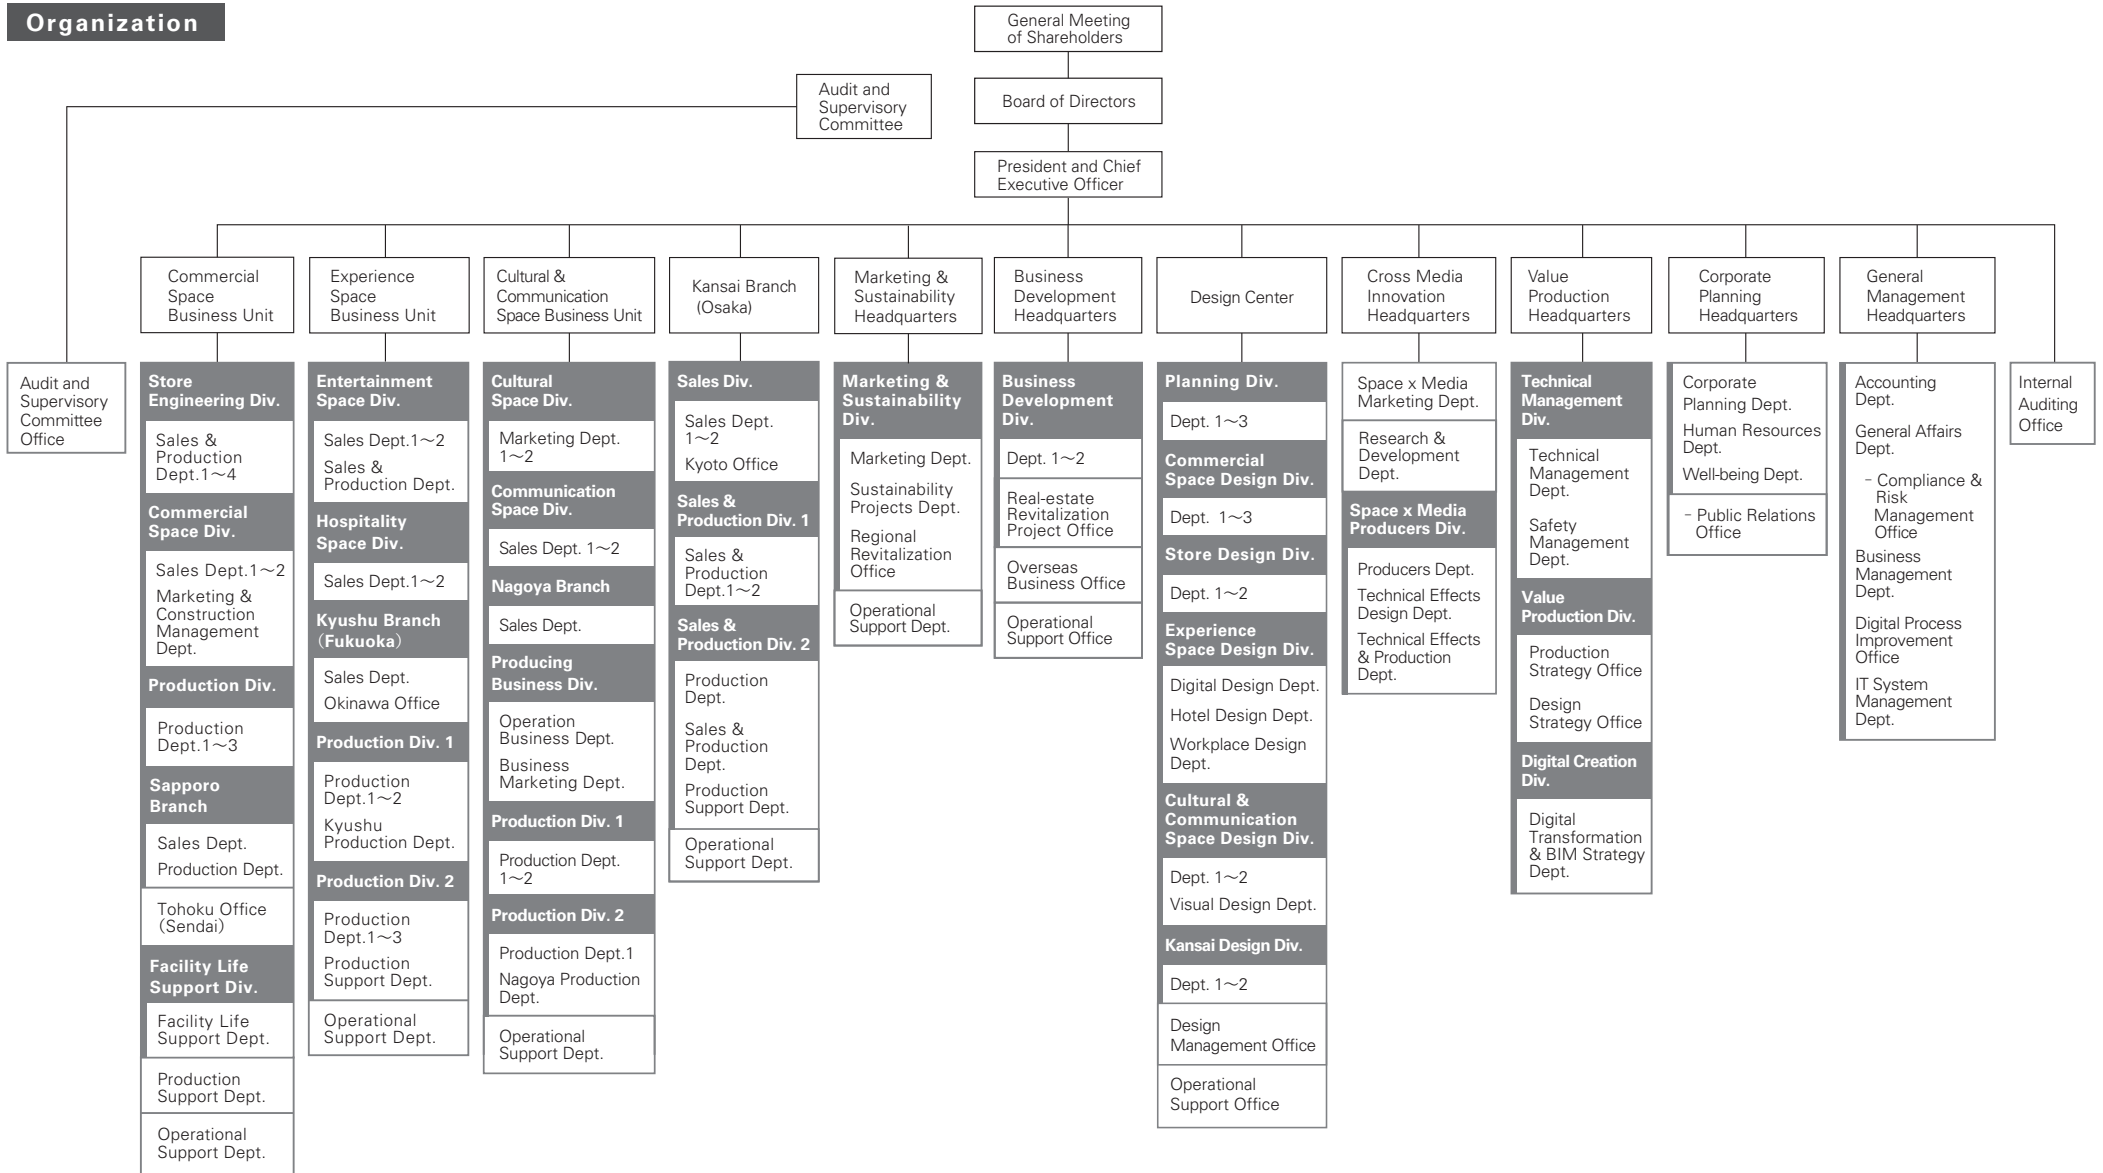 Organization
General Meeting
of Shareholders
Audit and
Supervisory
Committee
Board of Directors
President and Chief
Executive Officer
Audit and
Supervisory
Committee
Office
Commercial
Space
Business Unit
Store
Engineering Div.
Sales &
Production
Dept.1～4
Commercial
Space Div.
Sales Dept.1～2
Marketing &
Construction
Management
Dept.
Production Div.
Production
Dept.1～3
Sapporo
Branch
Sales Dept.
Production Dept.
Tohoku Office
（Sendai）
Facility Life
Support Div.
Facility Life
Support Dept.
Production
Support Dept.
Operational
Support Dept.
Experience
Space
Business Unit
Entertainment
Space Div.
Sales Dept.1～2
Sales &
Production Dept.
Hospitality
Space Div.
Sales Dept.1～2
Kyushu Branch
（Fukuoka）
Sales Dept.
Okinawa Office
Production Div. 1
Production
Dept.1～2
Kyushu
Production Dept.
Production Div. 2
Production
Dept.1～3
Production
Support Dept.
Operational
Support Dept.
Cultural &
Communication
Space Business Unit
Cultural
Space Div.
Marketing Dept.
1～2
Communication
Space Div.
Sales Dept. 1～2
Nagoya Branch
Sales Dept.
Producing
Business Div.
Operation
Business Dept.
Business
Marketing Dept.
Production Div. 1
Production Dept.
1～2
Production Div. 2
Production Dept.1
Nagoya Production
Dept.
Operational
Support Dept.
Kansai Branch
(Osaka)
Sales Div.
Sales Dept.
1～2
Kyoto Office
Sales &
Production Div. 1
Sales &
Production
Dept.1～2
Sales &
Production Div. 2
Production
Dept.
Sales &
Production
Dept.
Production
Support Dept.
Operational
Support Dept.
Marketing &
Sustainability
Headquarters
Marketing &
Sustainability
Div.
Marketing Dept.
Sustainability
Projects Dept.
Regional
Revitalization
Office
Operational
Support Dept.
Business
Development
Headquarters
Business
Development
Div.
Dept. 1～2
Real-estate
Revitalization
Project Office
Overseas
Business Office
Operational
Support Office
Design Center
Planning Div.
Dept. 1～3
Commercial
Space Design Div.
Dept. 1～3
Store Design Div.
Dept. 1～2
Experience
Space Design Div.
Digital Design Dept.
Hotel Design Dept.
Workplace Design
Dept.
Cultural &
Communication
Space Design Div.
Dept. 1～2
Visual Design Dept.
Kansai Design Div.
Dept. 1～2
Design
Management Office
Operational
Support Office
Cross Media
Innovation
Headquarters
Space x Media
Marketing Dept.
Research &
Development
Dept.
Space x Media
Producers Div.
Producers Dept.
Technical Effects
Design Dept.
Technical Effects
& Production
Dept.
Value
Production
Headquarters
Technical
Management
Div.
Technical
Management
Dept.
Safety
Management
Dept.
Value
Production Div.
Production
Strategy Office
Design
Strategy Office
Digital Creation
Div.
Digital
Transformation
& BIM Strategy
Dept.
Corporate
Planning
Headquarters
Corporate
Planning Dept.
Human Resources
Dept.
Well-being Dept.
– Public Relations
Office
General
Management
Headquarters
Accounting
Dept.
General Affairs
Dept.
– Compliance &
Risk
Management
Office
Business
Management
Dept.
Digital Process
Improvement
Office
IT System
Management
Dept.
Internal
Auditing
Office